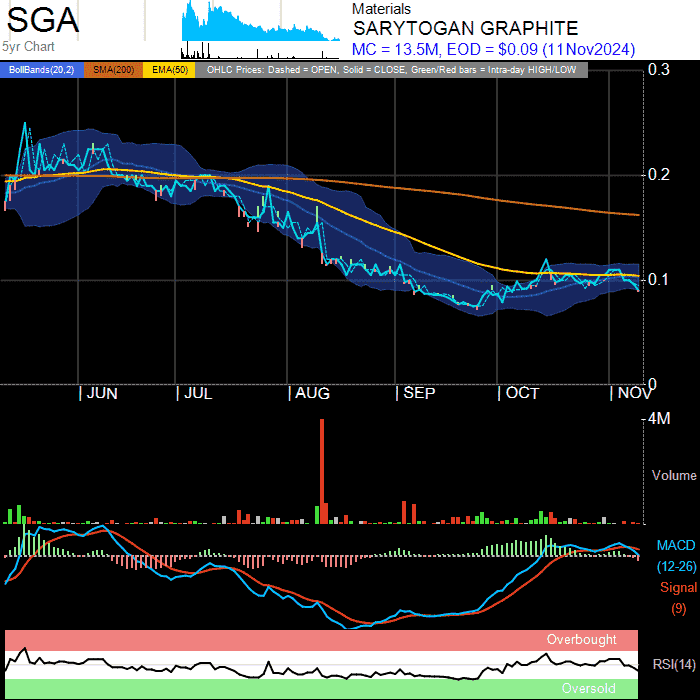 SGA
5yr Chart
Materials
SARYTOGAN GRAPHITE
MC = 13.5M, EOD = $0.09 (11Nov2024)
BollBands(20,2) SMA(200) EMA(50) OHLC Prices: Dashed = OPEN, Solid = CLOSE, Green/Red bars = Intra-day HIGH/LOW
0.3
0.2
0.1
0
JUN JUL AUG SEP OCT NOV
4M
Volume
MACD
(12-26)
Signal
(9)
Overbought
RSI(14)
Oversold